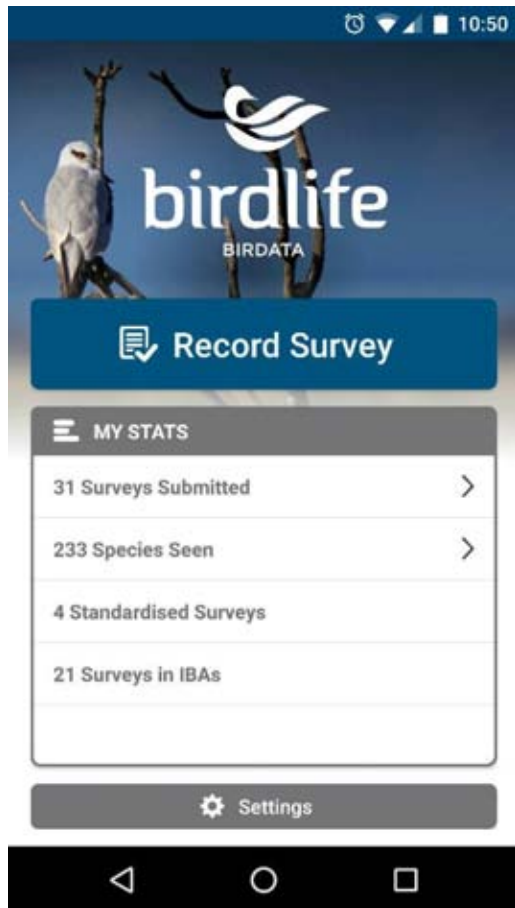 10:50
birdlife
BIRDATA
Record Survey
MY STATS
31 Surveys Submitted
233 Species Seen
4 Standardised Surveys
21 Surveys in IBAs
Settings